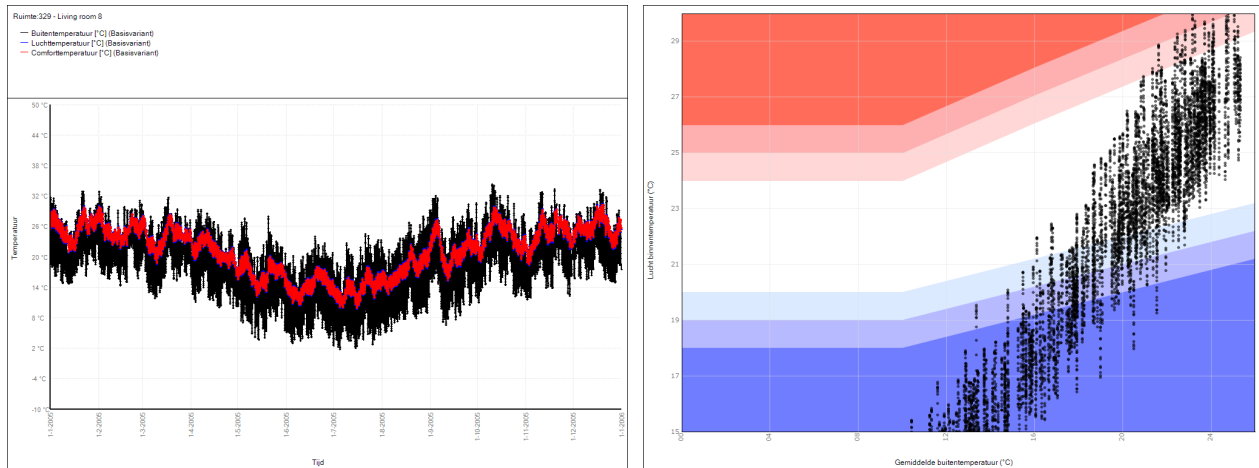 Ruimte:329 - Living room 8
Buitentemperatuur [°C] (Basisvariant)
Luchttemperatuur [°C] (Basisvariant)
Comforttemperatuur [°C] (Basisvariant)
50 °C
44 °C
38 °C
32 °C
26 °C
20 °C
14 °C
8 °C
2 °C
-4 °C
-10 °C
Temperatuur
1-1-2005
1-2-2005
1-3-2005
1-4-2005
1-5-2005
1-6-2005
1-7-2005
1-8-2005
1-9-2005
1-10-2005
1-11-2005
1-12-2005
1-1-2006
Tijd
29
27
25
23
21
19
17
15
Lucht binnentemperatuur (°C)
00
04
08
12
16
20
24
Gemiddelde buitentemperatuur (°C)